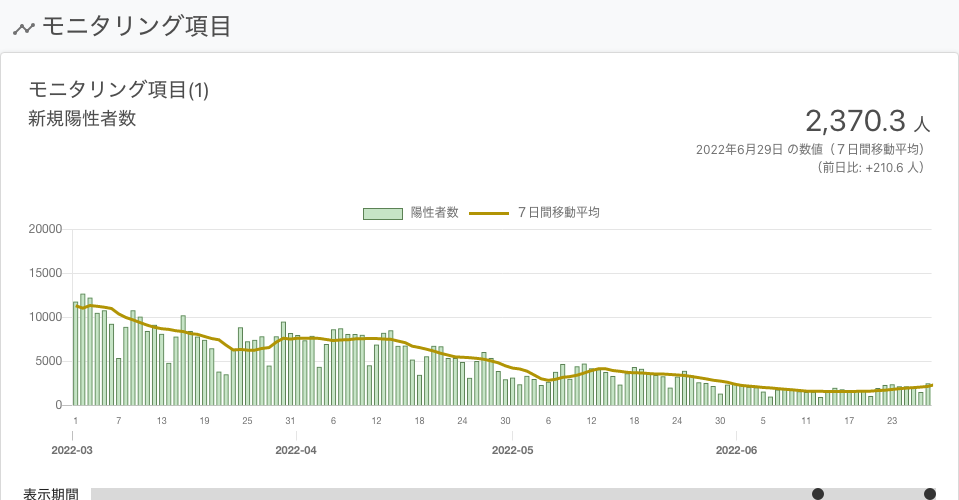 モニタリング項目
モニタリング項目(1)
新規陽性者数
2,370.3 人
2022年6月29日 の数値（７日間移動平均）
（前日比: +210.6 人）
陽性者数 ７日間移動平均
20000
15000
10000
5000
0
1 7 13 19 25 31 6 12 18 24 30 6 12 18 24 30 5 11 17 23
2022-03 2022-04 2022-05 2022-06
表示期間